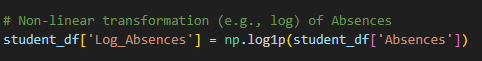 # Non-linear transformation (e.g., log) of Absences
student_df['Log_Absences'] = np.log1p(student_df['Absences'])